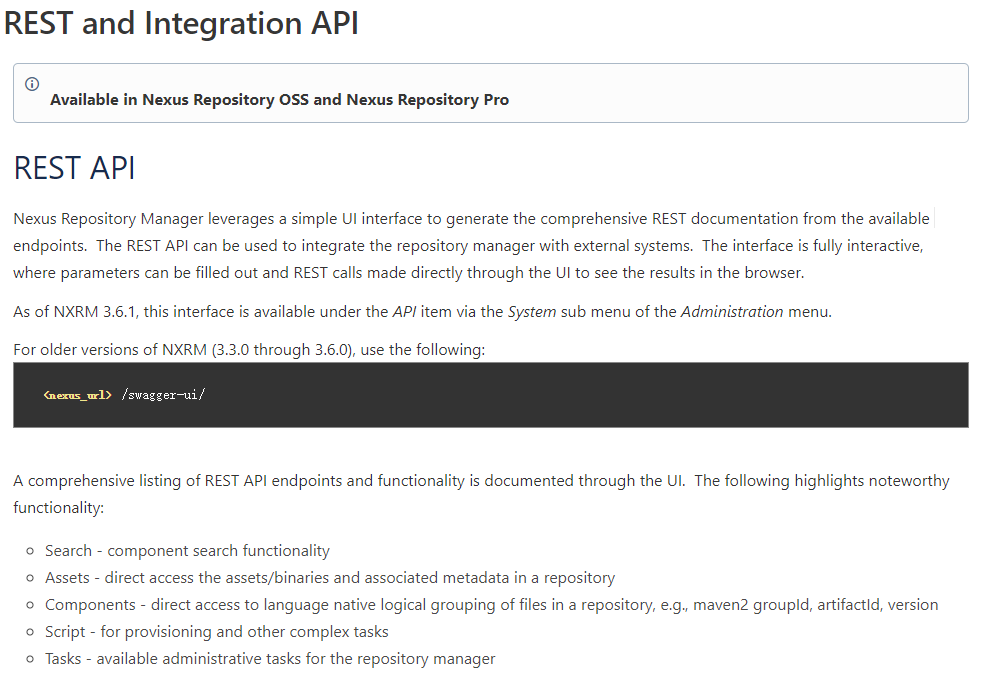 REST and Integration API
Available in Nexus Repository OSS and Nexus Repository Pro
REST API
Nexus Repository Manager leverages a simple UI interface to generate the comprehensive REST documentation from the available
endpoints.  The REST API can be used to integrate the repository manager with external systems.  The interface is fully interactive,
where parameters can be filled out and REST calls made directly through the UI to see the results in the browser.
As of NXRM 3.6.1, this interface is available under the API item via the System sub menu of the Administration menu.
For older versions of NXRM (3.3.0 through 3.6.0), use the following:
<nexus_url> /swagger-ui/
A comprehensive listing of REST API endpoints and functionality is documented through the UI.  The following highlights noteworthy
functionality:
Search - component search functionality
Assets - direct access the assets/binaries and associated metadata in a repository
Components - direct access to language native logical grouping of files in a repository, e.g., maven2 groupId, artifactId, version
Script - for provisioning and other complex tasks
Tasks - available administrative tasks for the repository manager